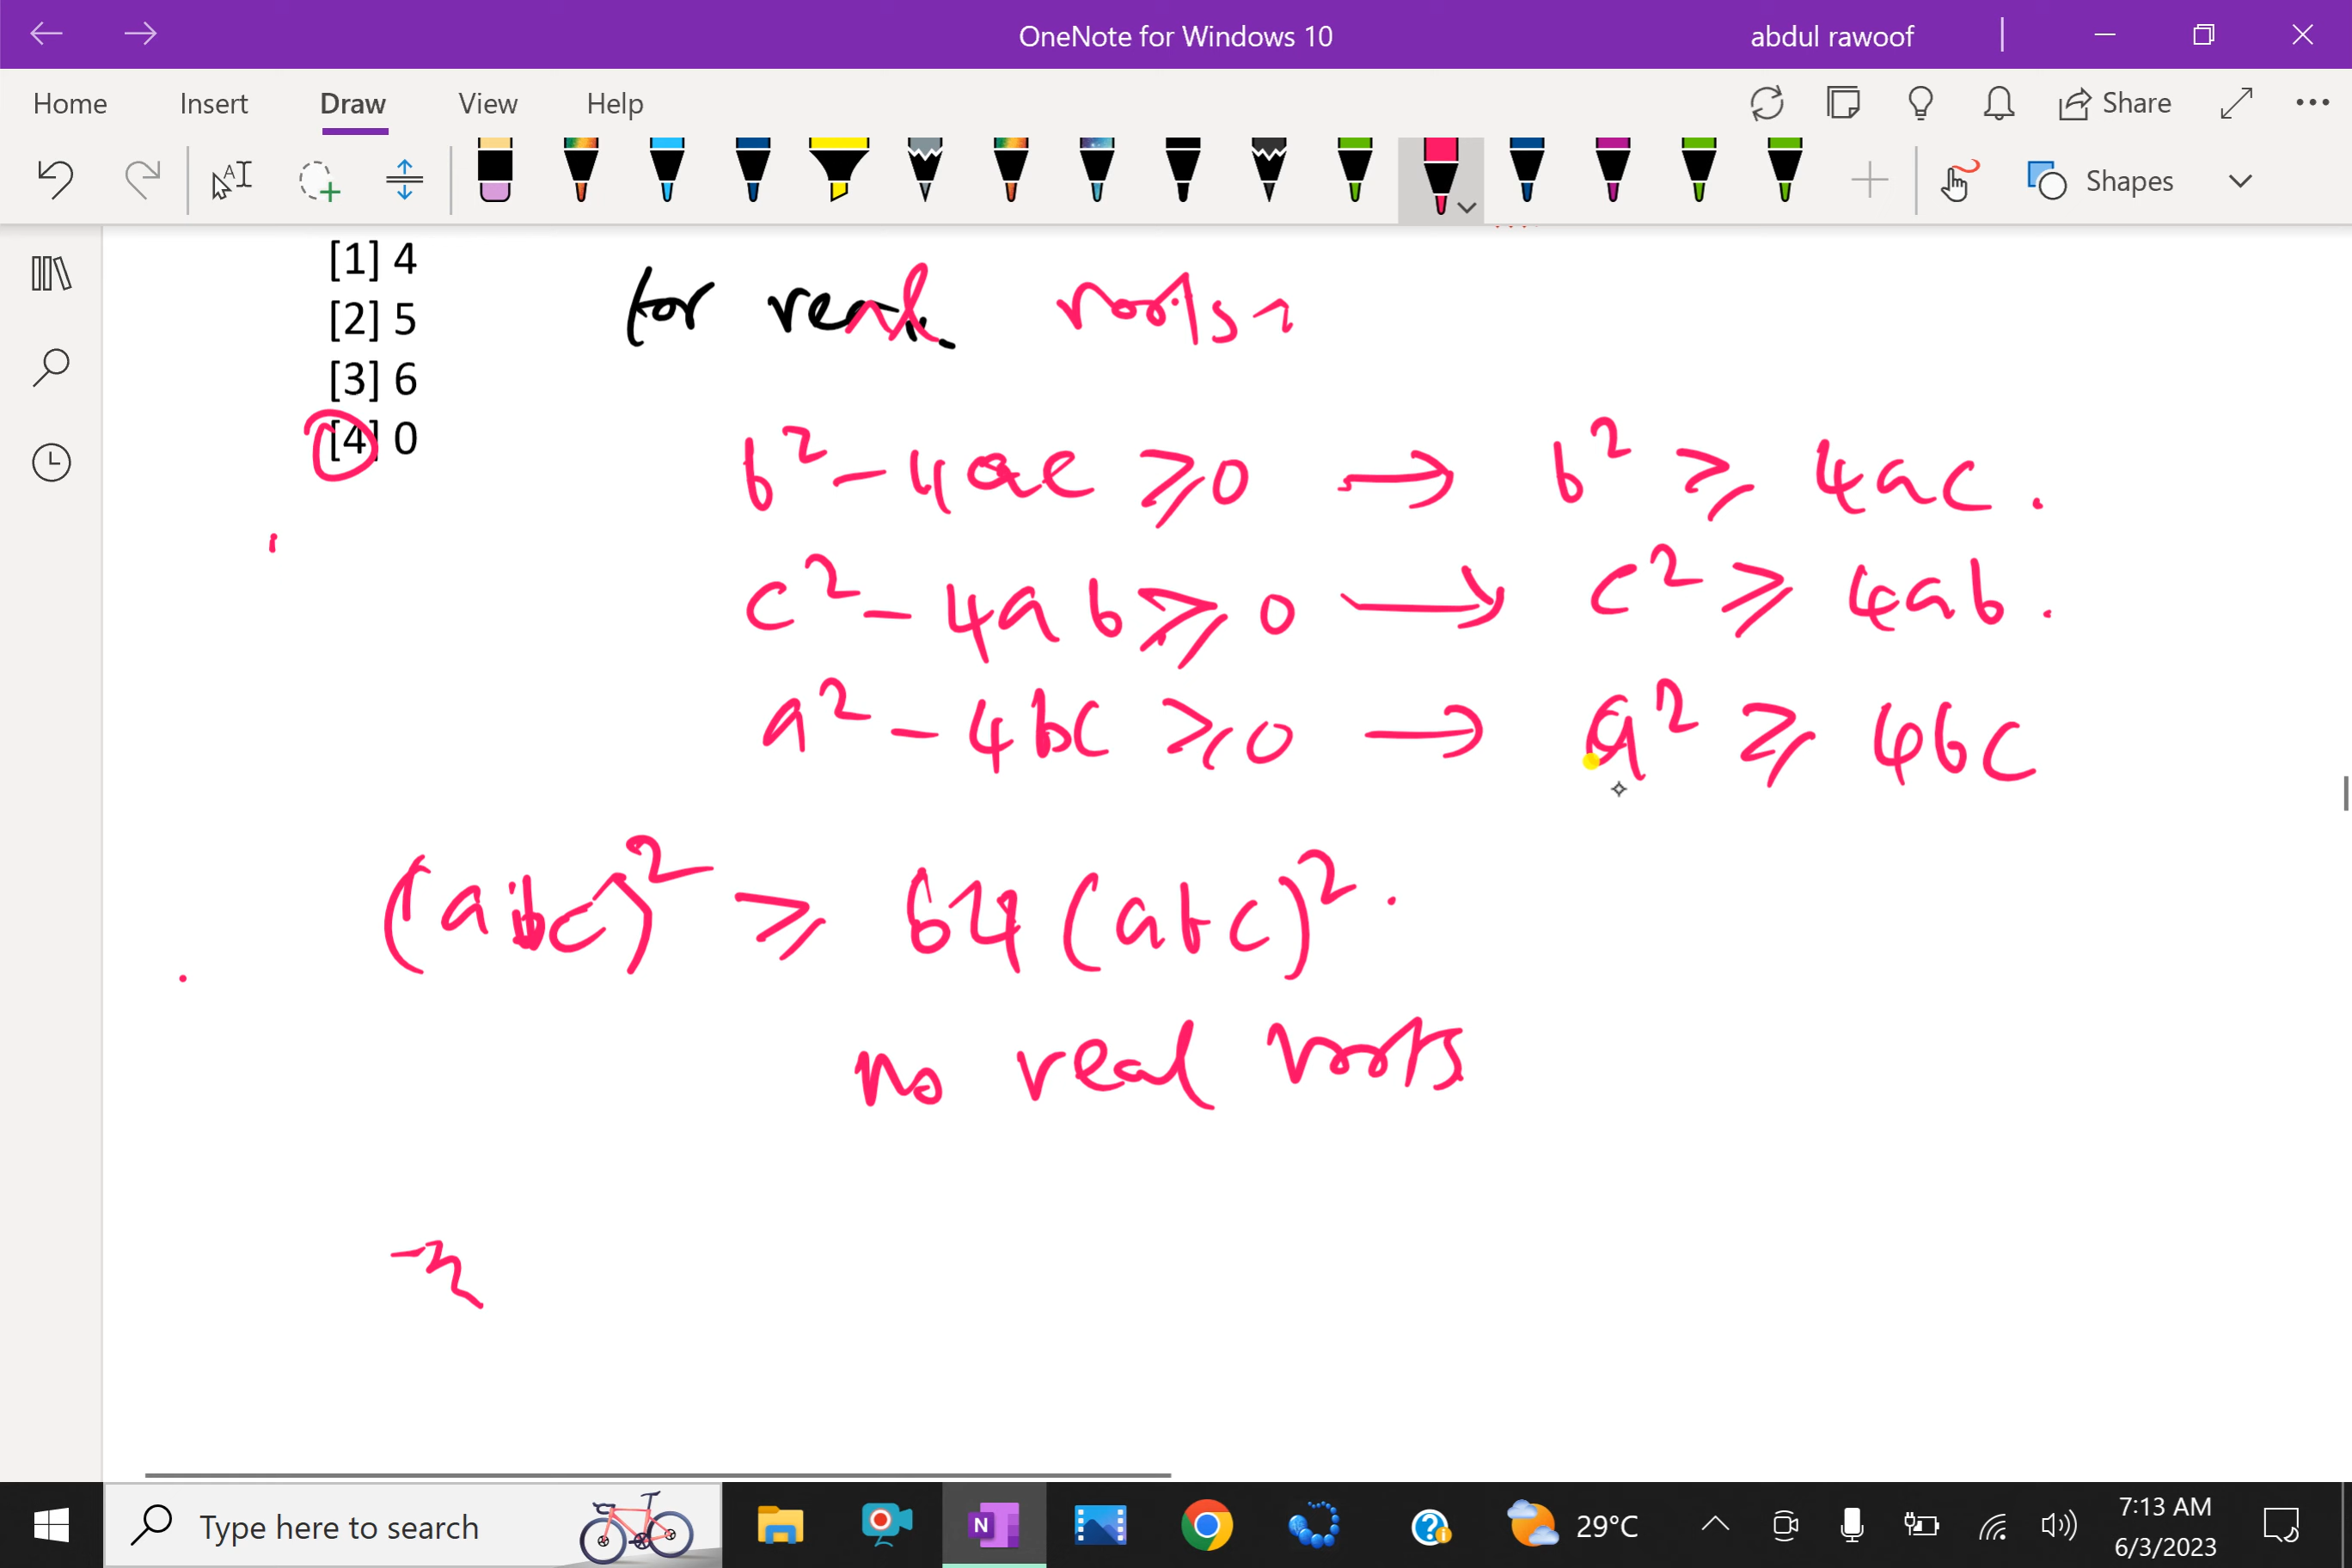 OneNote for Windows 10 abdul rawoof
Home Insert Draw View Help Share
Shapes
[1] 4
[2] 5
[3] 6
[4] 0
for real roots
b² - 4ac ≥ 0 → b² ≥ 4ac.
c² - 4ab ≥ 0 → c² ≥ 4ab.
a² - 4bc ≥ 0 → a² ≥ 4bc
(abc)² ≥ 64 (abc)².
no real roots
Type here to search 29°C 7:13 AM
6/3/2023